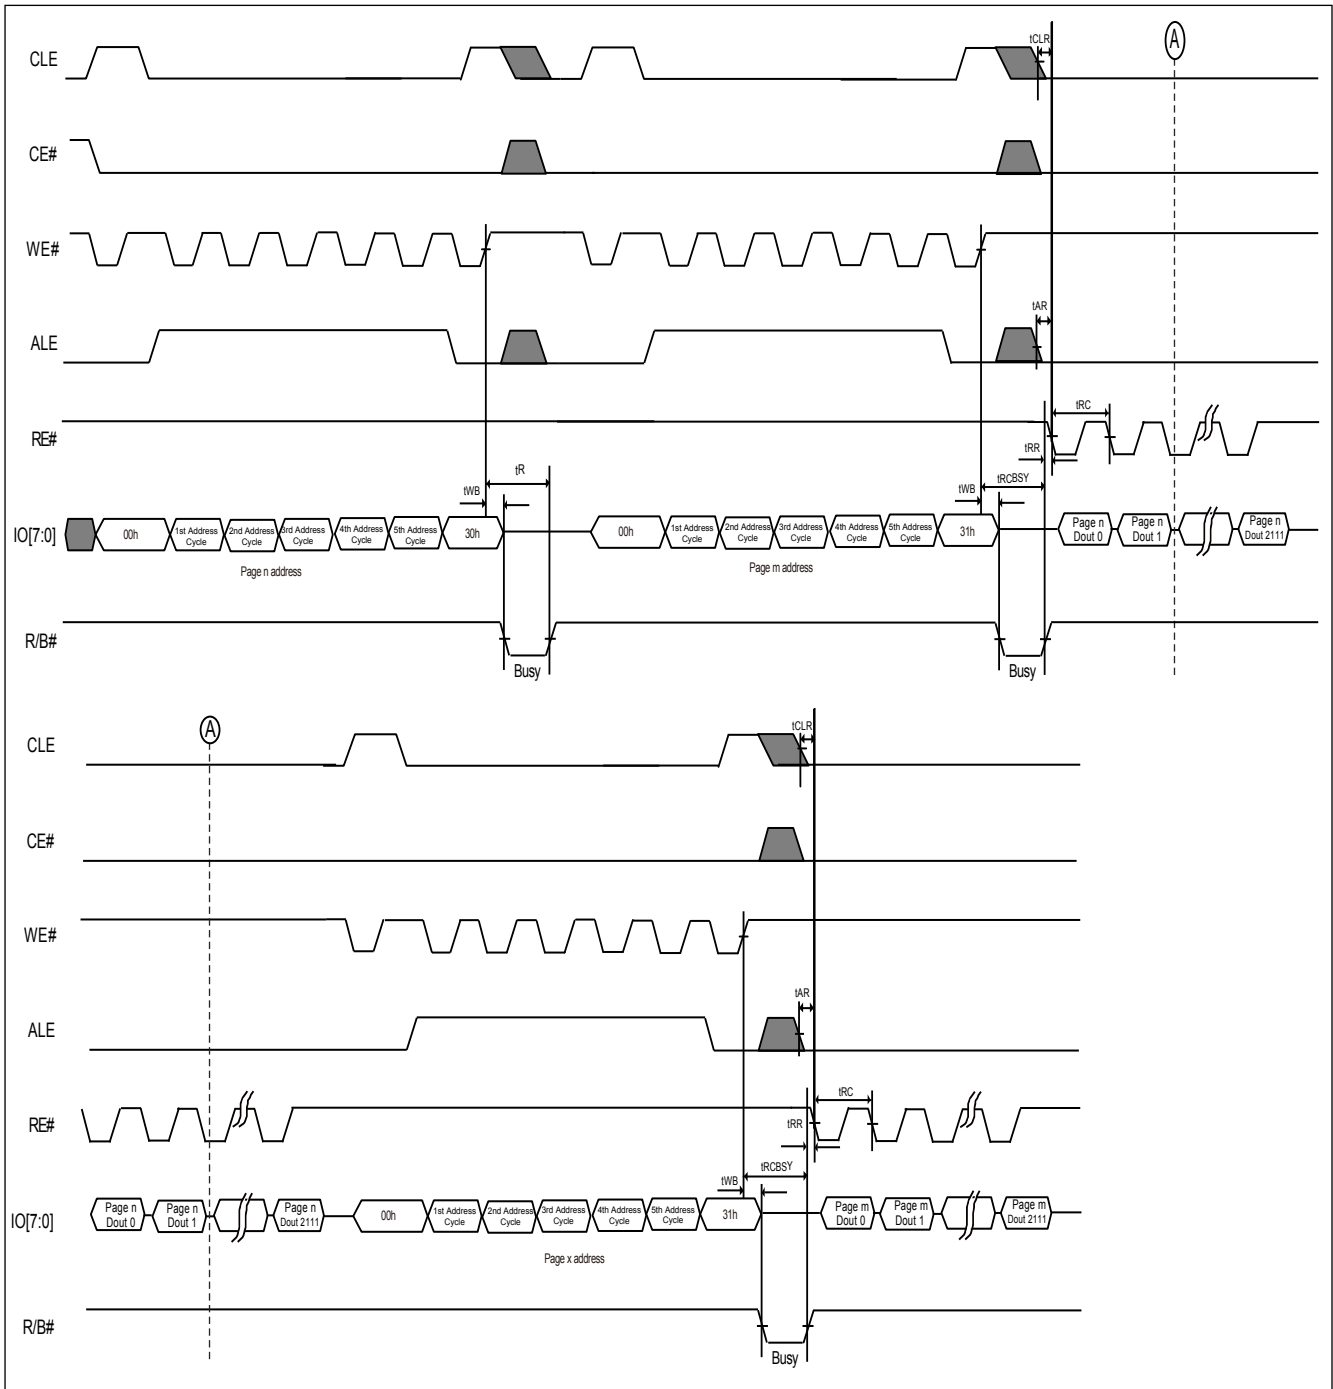 CLE
tCLR
A
CE#
WE#
ALE
tAR
RE#
tRC
tRR
tR
tRCBSY
tWB
tWB
IO[7:0]
00h
1st Address Cycle
2nd Address Cycle
3rd Address Cycle
4th Address Cycle
5th Address Cycle
30h
00h
1st Address Cycle
2nd Address Cycle
3rd Address Cycle
4th Address Cycle
5th Address Cycle
31h
Page n Dout 0
Page n Dout 1
Page n Dout 2111
Page n address
Page m address
R/B#
Busy
Busy
A
CLE
tCLR
CE#
WE#
ALE
tAR
RE#
tRC
tRR
tRCBSY
tWB
IO[7:0]
Page n Dout 0
Page n Dout 1
Page n Dout 2111
00h
1st Address Cycle
2nd Address Cycle
3rd Address Cycle
4th Address Cycle
5th Address Cycle
31h
Page m Dout 0
Page m Dout 1
Page m Dout 2111
Page x address
R/B#
Busy